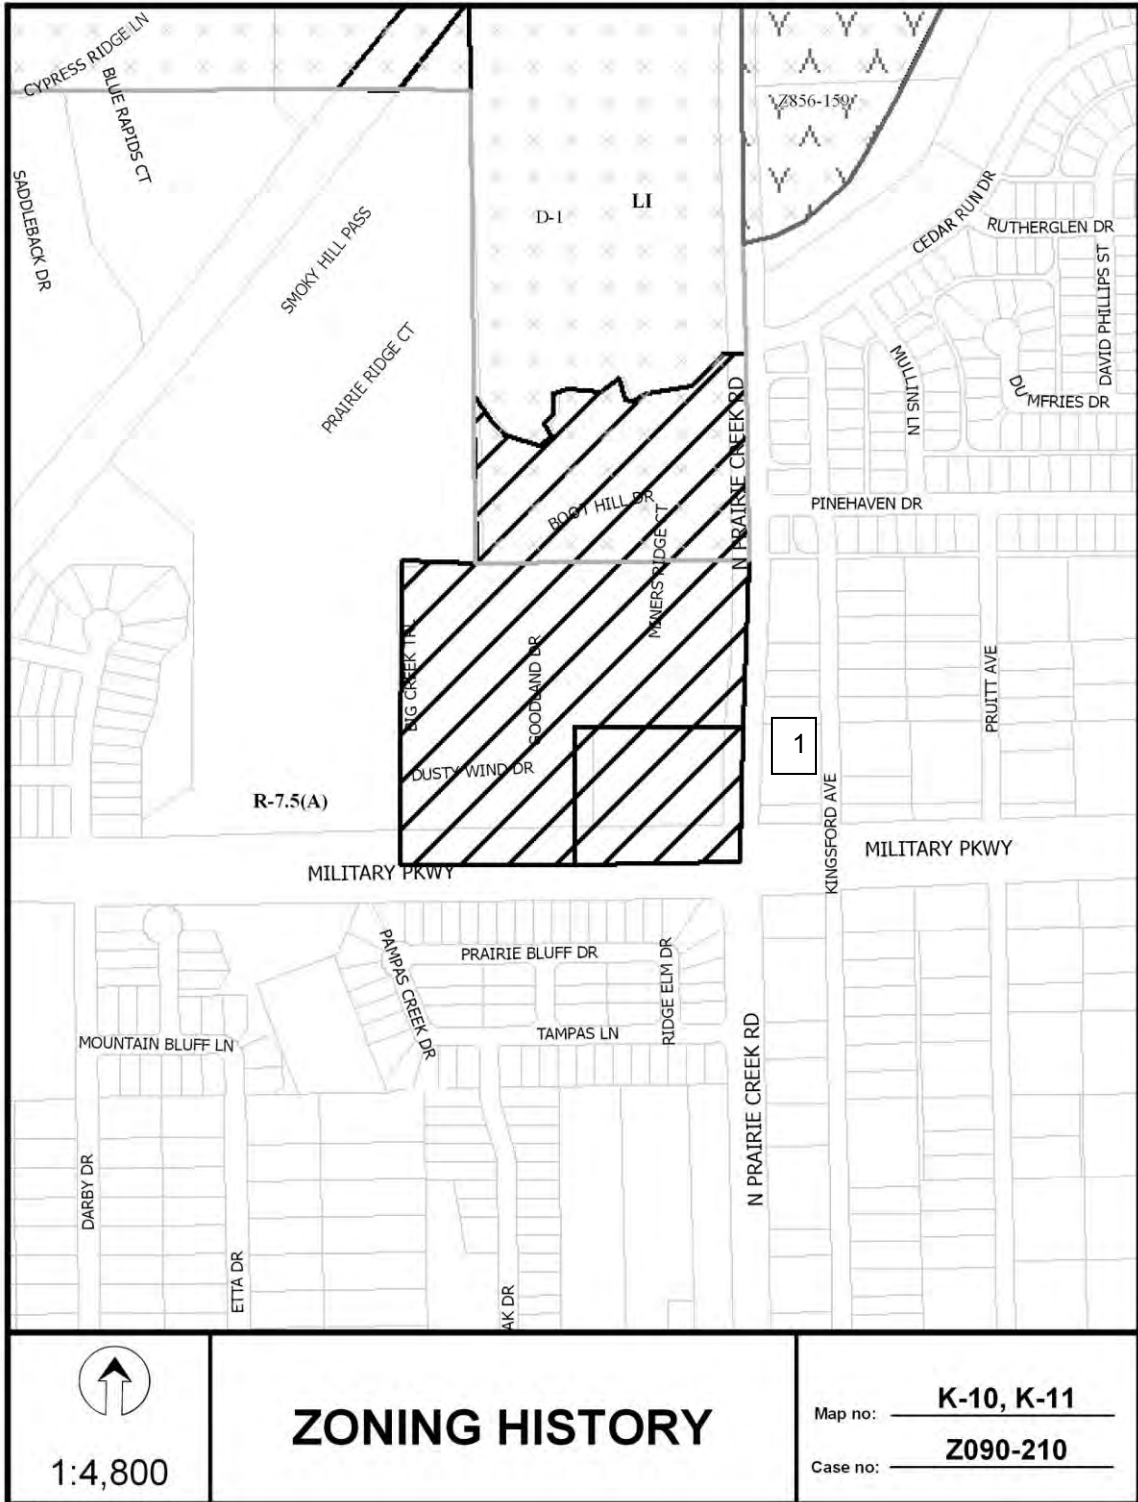 CYPRESS RIDGE LN
BLUE RAPIDS CT
SADDLEBACK DR
SMOKY HILL PASS
PRAIRIE RIDGE CT
D-1
LI
Z856-159
CEDAR RUN DR
RUTHERGLEN DR
DAVID PHILLIPS ST
MULLINS LN
DUMFRIES DR
N PRAIRIE CREEK RD
PINEHAVEN DR
BOOT HILL DR
MINERS RIDGE CT
BIG CREEK TRL
GOODLAND DR
DUSTY WIND DR
PRUITT AVE
1
KINGSFORD AVE
R-7.5(A)
MILITARY PKWY
MILITARY PKWY
PAMPAS CREEK DR
PRAIRIE BLUFF DR
RIDGE ELM DR
TAMPAS LN
MOUNTAIN BLUFF LN
N PRAIRIE CREEK RD
DARBY DR
ETTA DR
AK DR
1:4,800
ZONING HISTORY
Map no: K-10, K-11
Case no: Z090-210